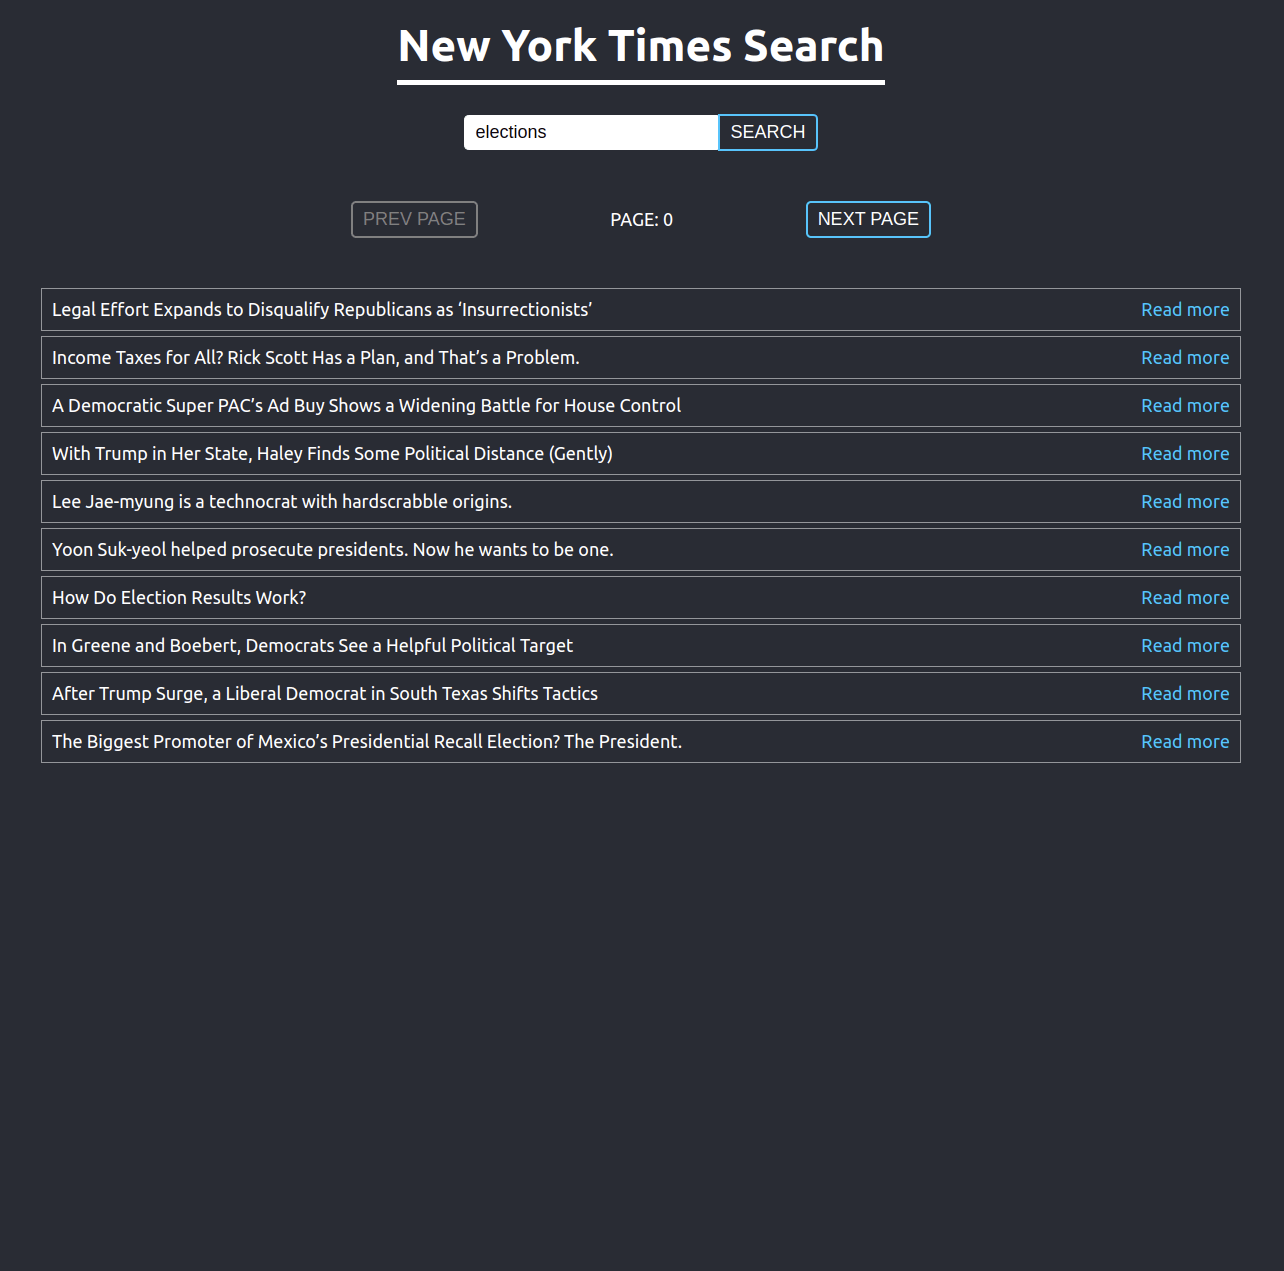 New York Times Search
elections SEARCH
PREV PAGE PAGE: 0 NEXT PAGE
Legal Effort Expands to Disqualify Republicans as ‘Insurrectionists’ Read more
Income Taxes for All? Rick Scott Has a Plan, and That’s a Problem. Read more
A Democratic Super PAC’s Ad Buy Shows a Widening Battle for House Control Read more
With Trump in Her State, Haley Finds Some Political Distance (Gently) Read more
Lee Jae-myung is a technocrat with hardscrabble origins. Read more
Yoon Suk-yeol helped prosecute presidents. Now he wants to be one. Read more
How Do Election Results Work? Read more
In Greene and Boebert, Democrats See a Helpful Political Target Read more
After Trump Surge, a Liberal Democrat in South Texas Shifts Tactics Read more
The Biggest Promoter of Mexico’s Presidential Recall Election? The President. Read more